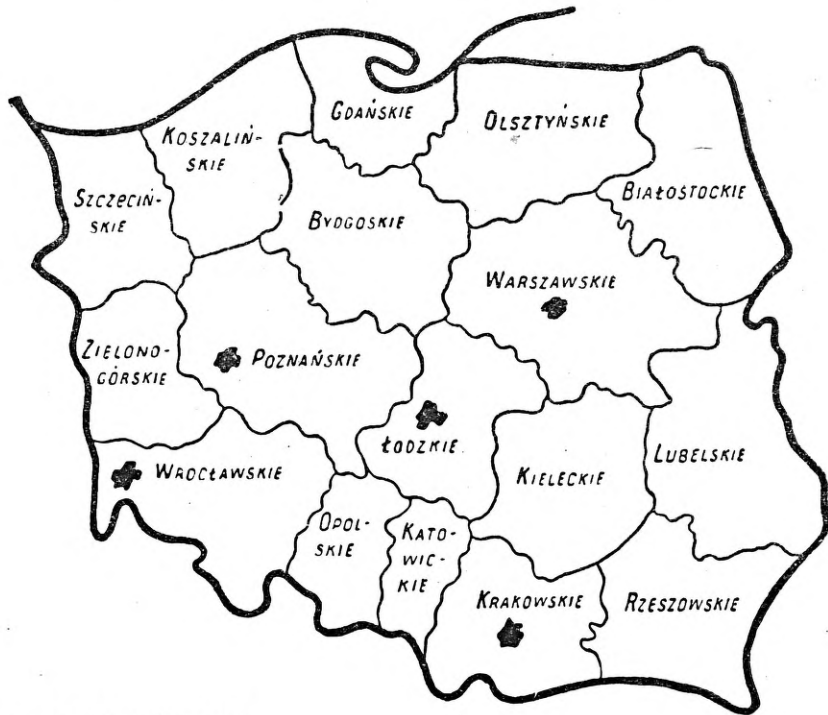 GDAŃSKIE
OLSZTYŃSKIE
KOSZALIŃ-
SKIE
SZCZECIŃ-
SKIE
BYDGOSKIE
BIAŁOSTOCKIE
WARSZAWSKIE
ZIELONO-
GÓRSKIE
POZNAŃSKIE
ŁODZKIE
LUBELSKIE
WROCŁAWSKIE
KIELECKIE
OPOL-
SKIE
KATO-
WIC-
KIE
KRAKOWSKIE
RZESZOWSKIE